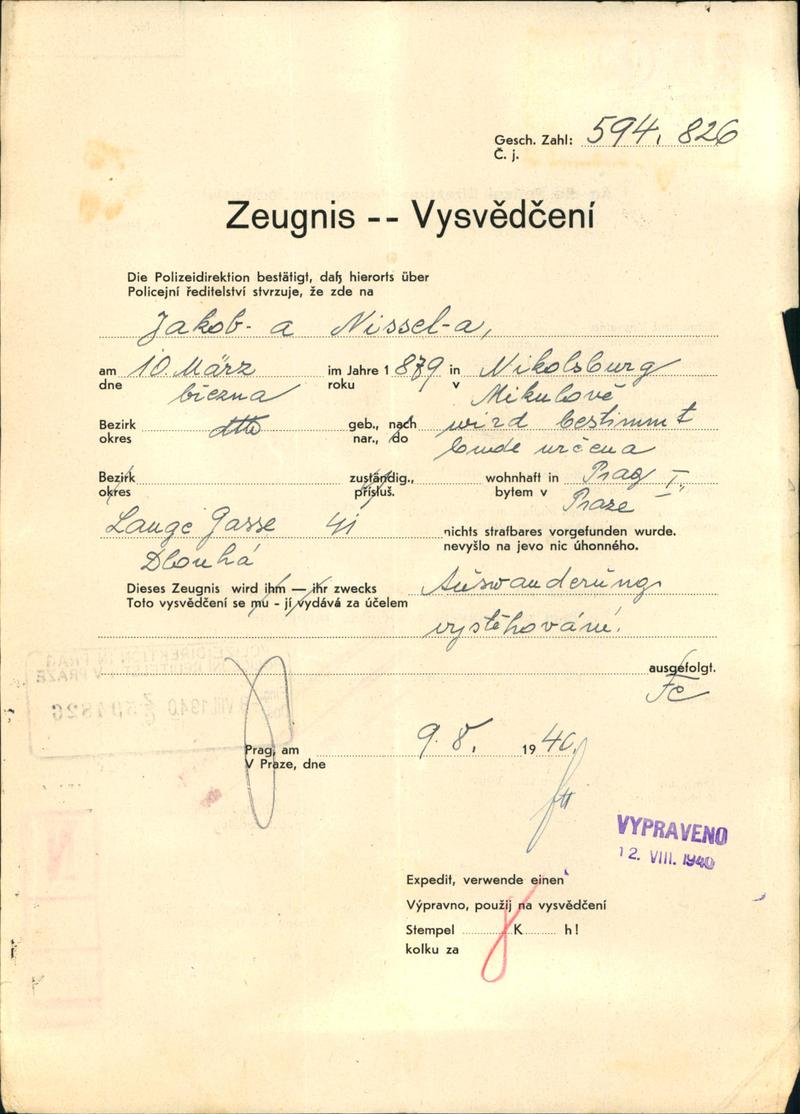 Gesch. Zahl: 594. 826
Č. j.
Zeugnis -- Vysvědčení
Die Polizeidirektion bestätigt, daß hierorts über
Policejní ředitelství stvrzuje, že zde na
Jakob- a Nissel-a,
am 10. März im Jahre 1 879 in Nikolsburg
dne března roku v Mikulově
Bezirk dtto geb., nach wird bestimmt
okres nar., do bude určena
Bezirk zuständig., wohnhaft in Prag I.,
okres přísluš. bytem v Praze
Lange Gasse 41 nichts strafbares vorgefunden wurde.
Dlouhá nevyšlo na jevo nic úhonného.
Dieses Zeugnis wird ihm — ihr zwecks Auswanderung
Toto vysvědčení se mu - jí vydává za účelem
vystěhování.
ausgefolgt.
Prag, am 9. 8. 19 40.
V Praze, dne
VYPRAVENO
12. VIII. 1940
Expedit, verwende einen
Výpravno, použij na vysvědčení
Stempel K h!
kolku za